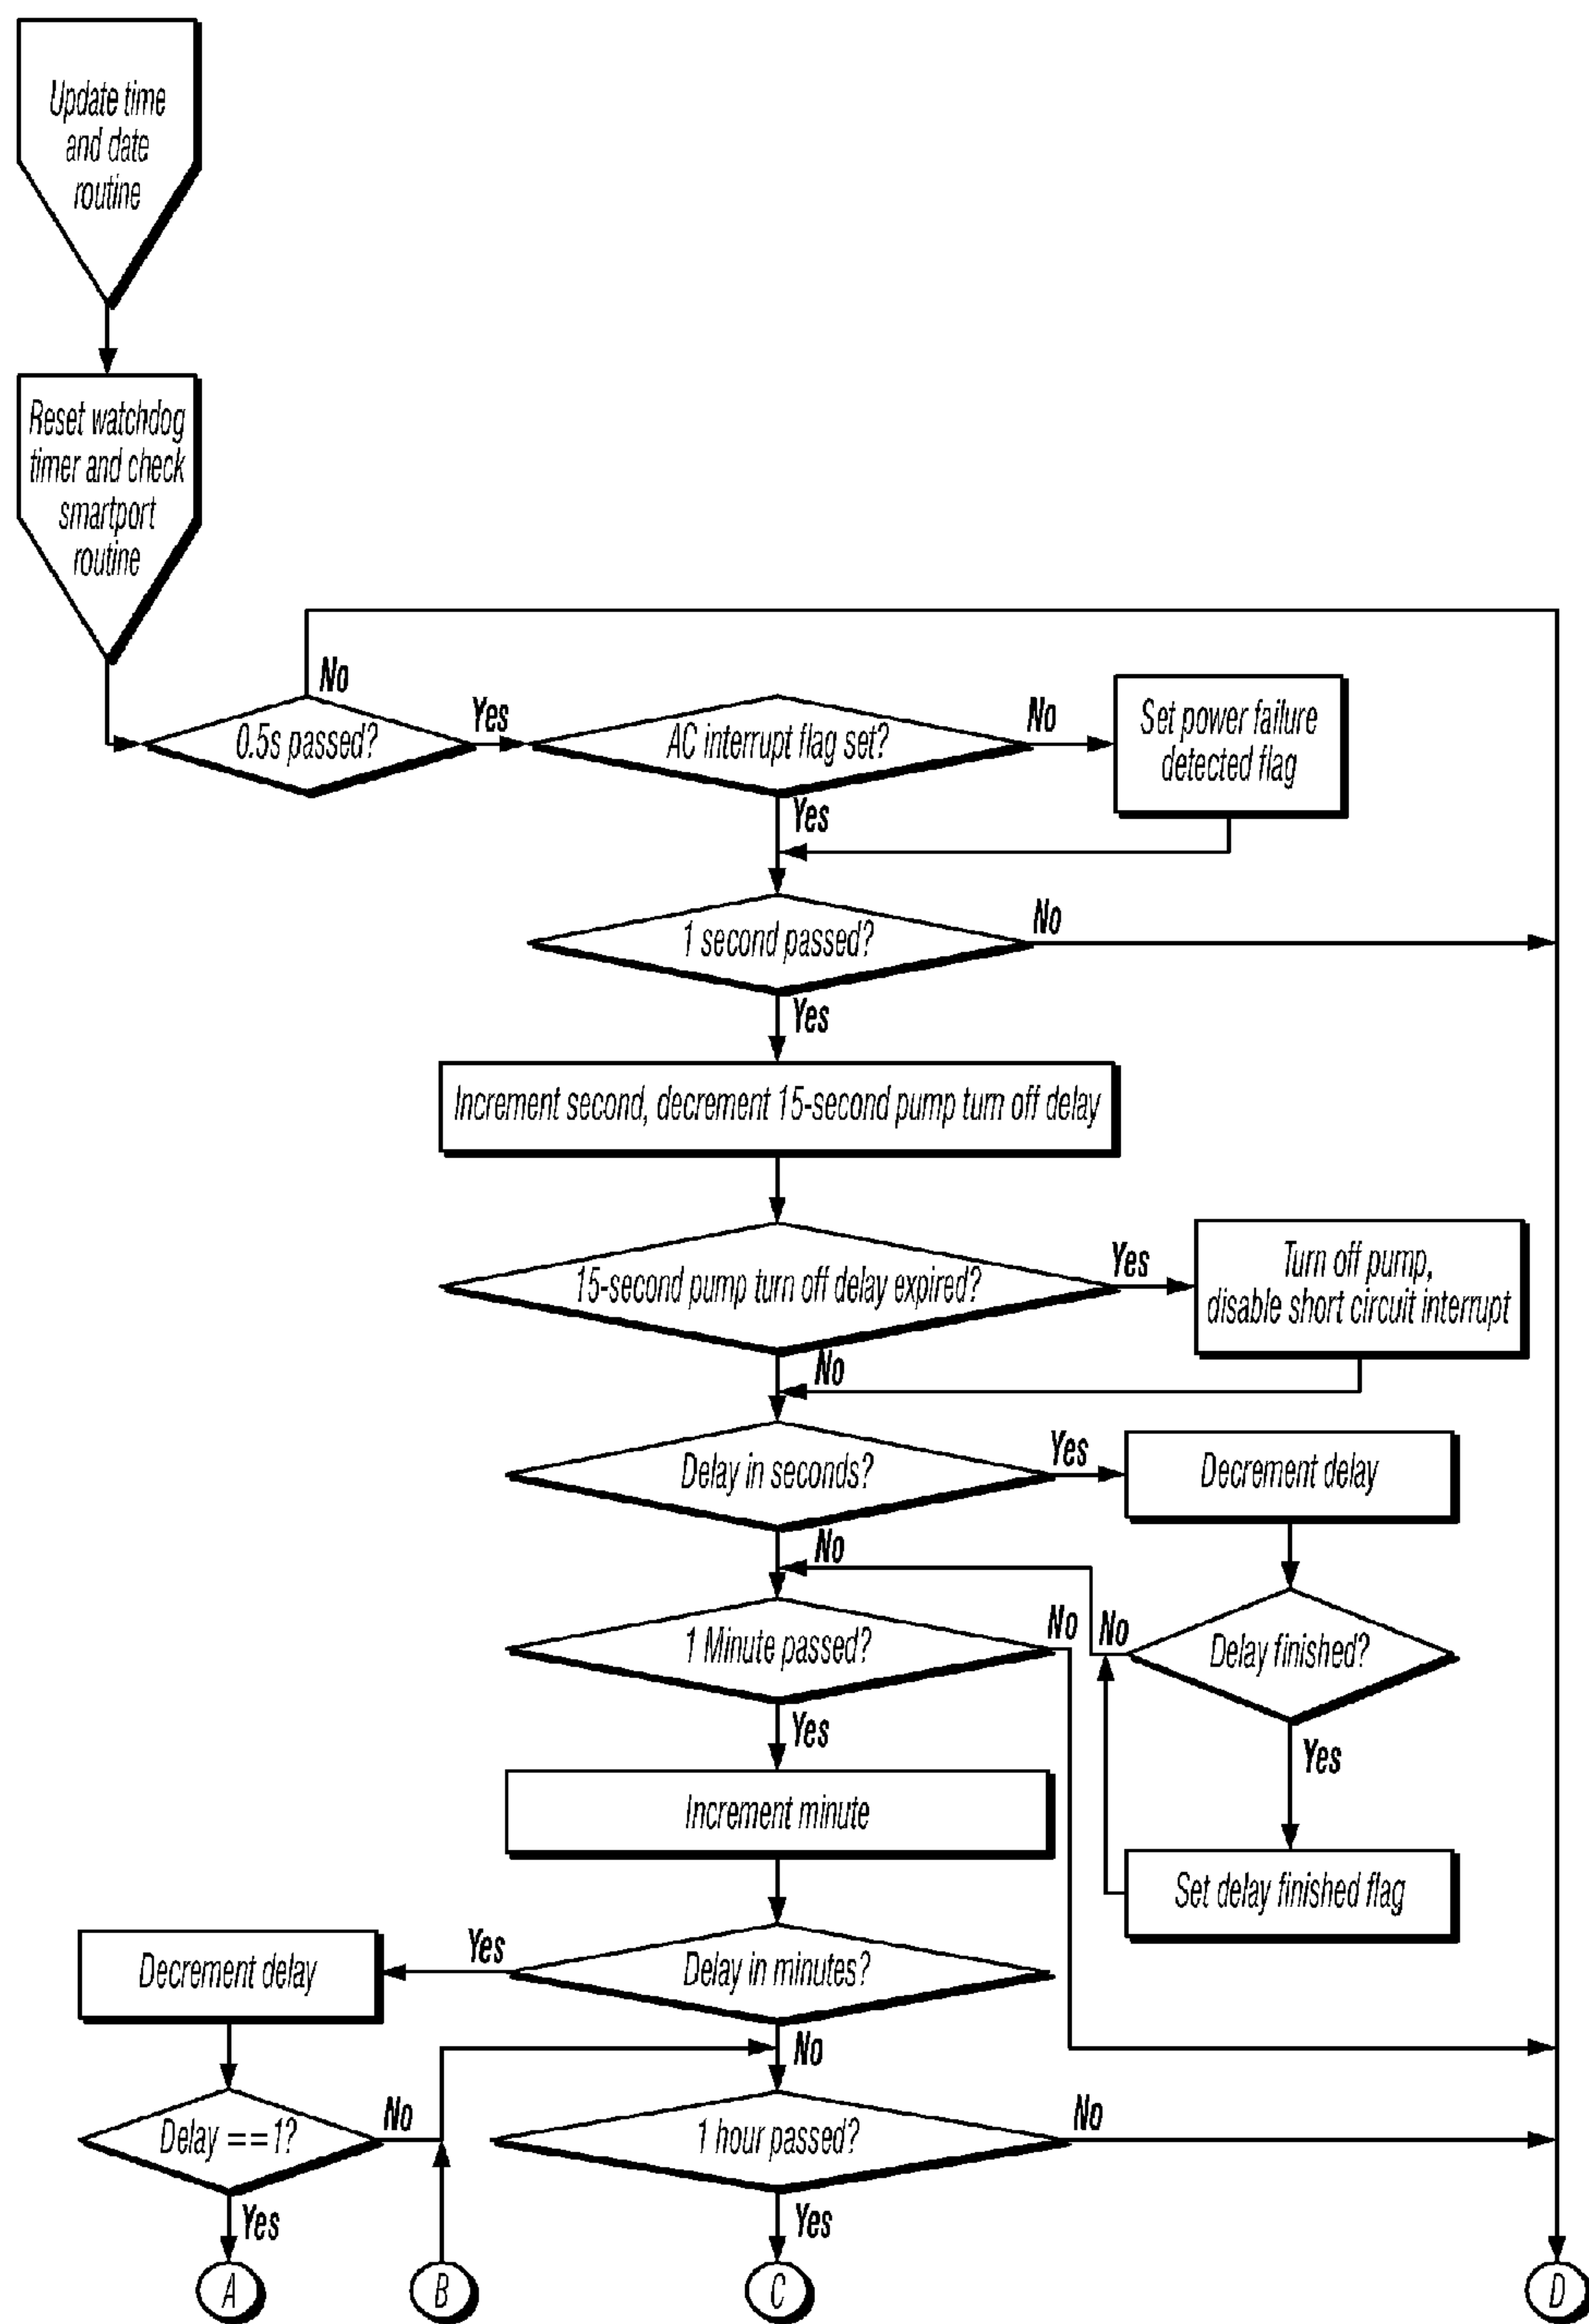 Update time
and date
routine
Reset watchdog
timer and check
smartport
routine
No
0.5s passed?
Yes
AC interrupt flag set?
No
Set power failure
detected flag
Yes
1 second passed?
No
Yes
Increment second, decrement 15-second pump turn off delay
15-second pump turn off delay expired?
Yes
Turn off pump,
disable short circuit interrupt
No
Delay in seconds?
Yes
Decrement delay
No
1 Minute passed?
No
No
Delay finished?
Yes
Yes
Increment minute
Set delay finished flag
Decrement delay
Yes
Delay in minutes?
No
Delay ==1?
No
1 hour passed?
No
Yes
Yes
A
B
C
D